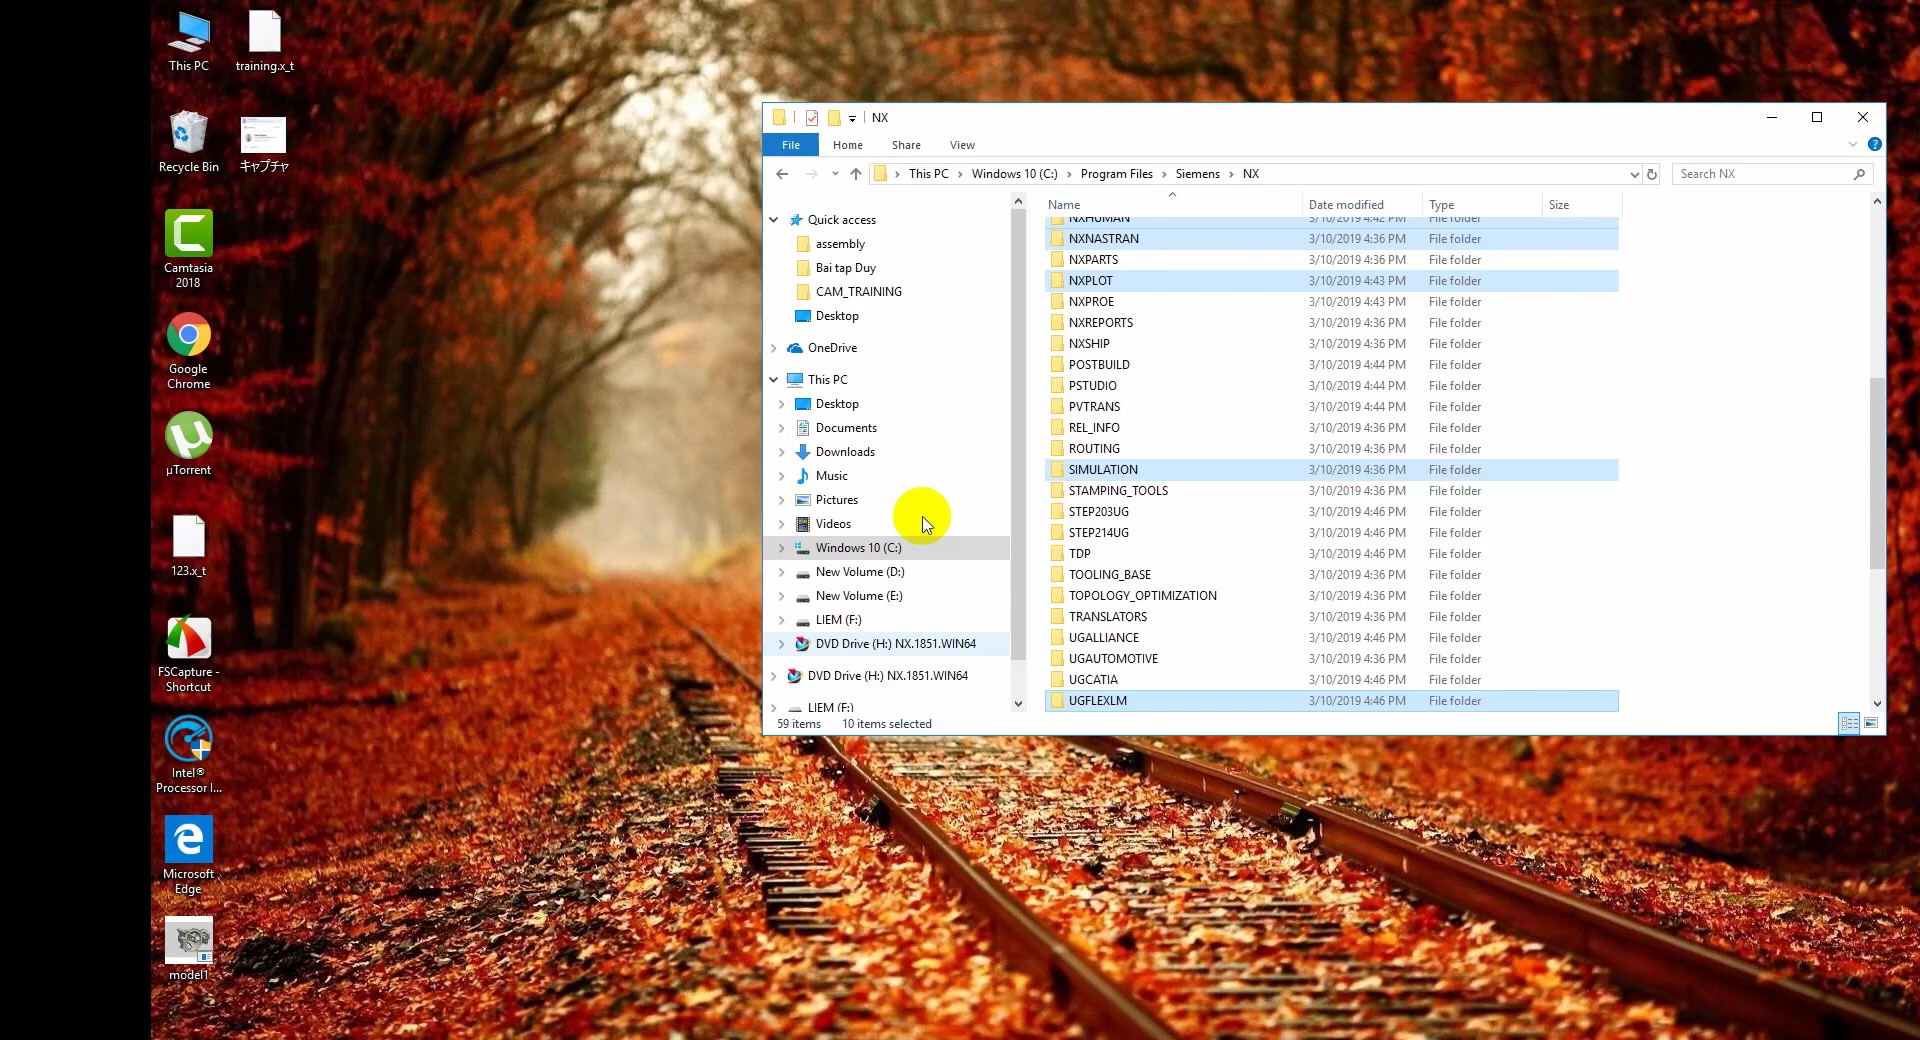 This PC
training.x_t
Recycle Bin
キャプチャ
Camtasia
2018
Google
Chrome
µTorrent
123.x_t
FSCapture -
Shortcut
Intel®
Processor I...
Microsoft
Edge
model1
NX
File Home Share View
This PC Windows 10 (C:) Program Files Siemens NX
Search NX
Quick access
assembly
Bai tap Duy
CAM_TRAINING
Desktop
OneDrive
This PC
Desktop
Documents
Downloads
Music
Pictures
Videos
Windows 10 (C:)
New Volume (D:)
New Volume (E:)
LIEM (F:)
DVD Drive (H:) NX.1851.WIN64
DVD Drive (H:) NX.1851.WIN64
LIEM (F:)
Name Date modified Type Size
NXHUMAN 3/10/2019 4:42 PM File folder
NXNASTRAN 3/10/2019 4:36 PM File folder
NXPARTS 3/10/2019 4:36 PM File folder
NXPLOT 3/10/2019 4:43 PM File folder
NXPROE 3/10/2019 4:43 PM File folder
NXREPORTS 3/10/2019 4:36 PM File folder
NXSHIP 3/10/2019 4:36 PM File folder
POSTBUILD 3/10/2019 4:44 PM File folder
PSTUDIO 3/10/2019 4:44 PM File folder
PVTRANS 3/10/2019 4:44 PM File folder
REL_INFO 3/10/2019 4:36 PM File folder
ROUTING 3/10/2019 4:36 PM File folder
SIMULATION 3/10/2019 4:36 PM File folder
STAMPING_TOOLS 3/10/2019 4:36 PM File folder
STEP203UG 3/10/2019 4:46 PM File folder
STEP214UG 3/10/2019 4:46 PM File folder
TDP 3/10/2019 4:46 PM File folder
TOOLING_BASE 3/10/2019 4:36 PM File folder
TOPOLOGY_OPTIMIZATION 3/10/2019 4:46 PM File folder
TRANSLATORS 3/10/2019 4:36 PM File folder
UGALLIANCE 3/10/2019 4:46 PM File folder
UGAUTOMOTIVE 3/10/2019 4:36 PM File folder
UGCATIA 3/10/2019 4:46 PM File folder
UGFLEXLM 3/10/2019 4:46 PM File folder
59 items 10 items selected